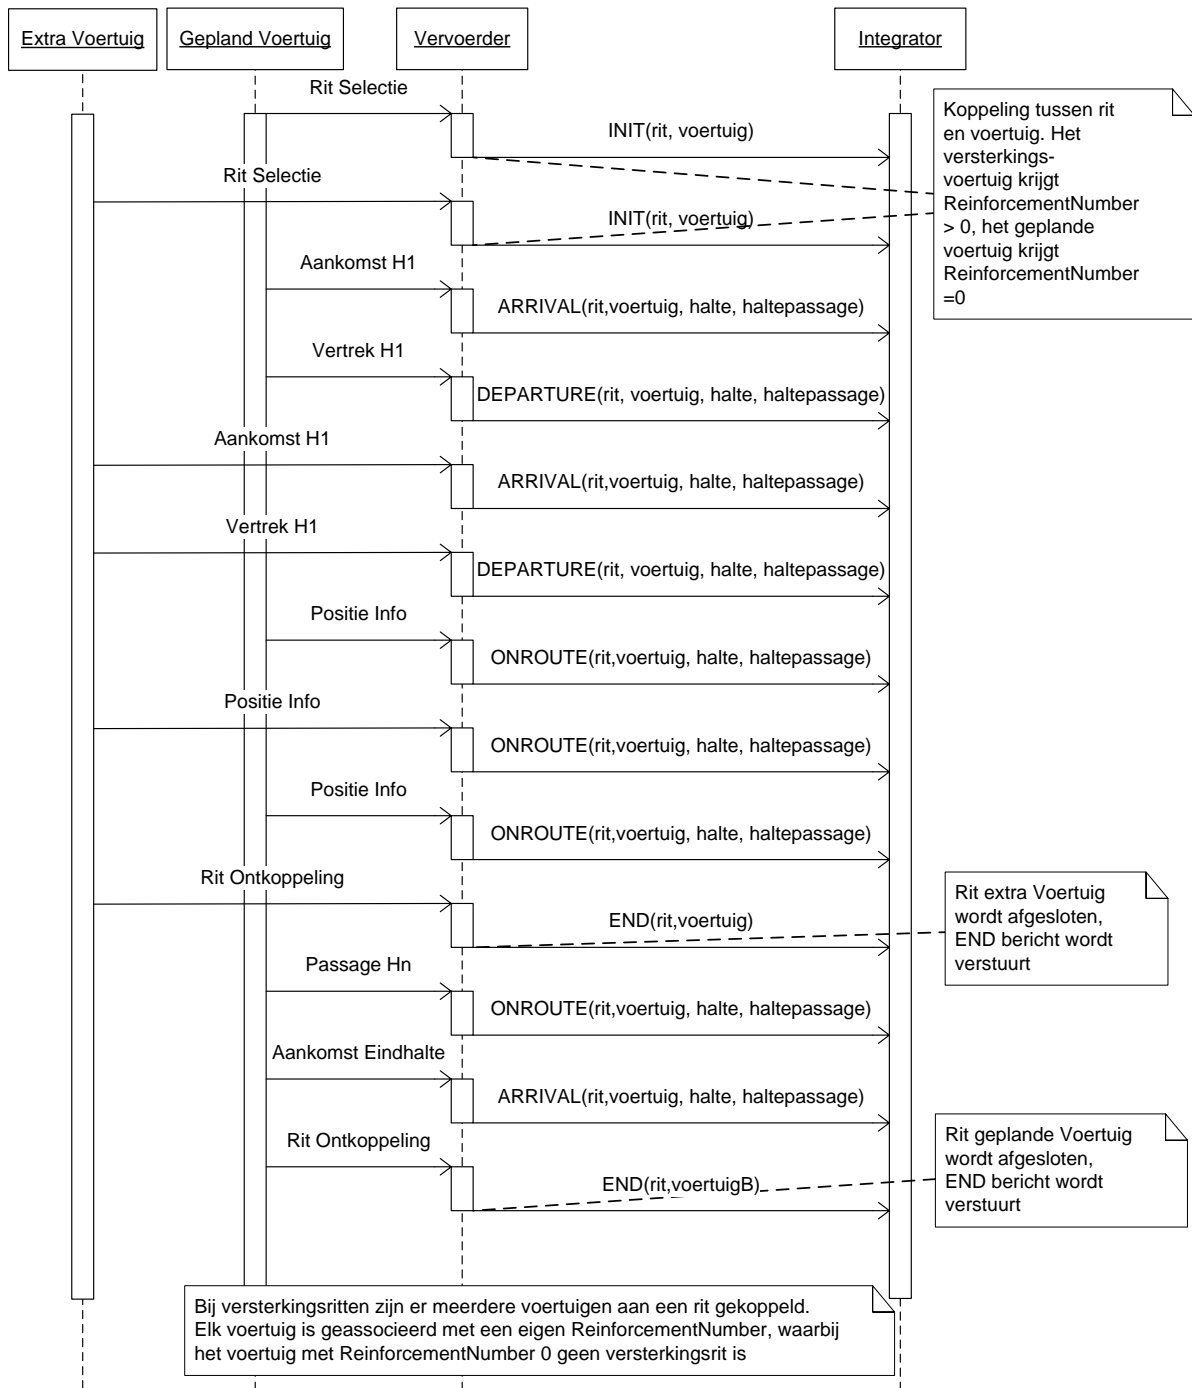 Extra Voertuig
Gepland Voertuig
Vervoerder
Integrator
Rit Selectie
INIT(rit, voertuig)
Koppeling tussen rit
en voertuig. Het
versterkings-
voertuig krijgt
ReinforcementNumber
> 0, het geplande
voertuig krijgt
ReinforcementNumber
=0
Rit Selectie
INIT(rit, voertuig)
Aankomst H1
ARRIVAL(rit,voertuig, halte, haltepassage)
Vertrek H1
DEPARTURE(rit, voertuig, halte, haltepassage)
Aankomst H1
ARRIVAL(rit,voertuig, halte, haltepassage)
Vertrek H1
DEPARTURE(rit, voertuig, halte, haltepassage)
Positie Info
ONROUTE(rit,voertuig, halte, haltepassage)
Positie Info
ONROUTE(rit,voertuig, halte, haltepassage)
Positie Info
ONROUTE(rit,voertuig, halte, haltepassage)
Rit Ontkoppeling
END(rit,voertuig)
Rit extra Voertuig
wordt afgesloten,
END bericht wordt
verstuurt
Passage Hn
ONROUTE(rit,voertuig, halte, haltepassage)
Aankomst Eindhalte
ARRIVAL(rit,voertuig, halte, haltepassage)
Rit Ontkoppeling
END(rit,voertuigB)
Rit geplande Voertuig
wordt afgesloten,
END bericht wordt
verstuurt
Bij versterkingsritten zijn er meerdere voertuigen aan een rit gekoppeld.
Elk voertuig is geassocieerd met een eigen ReinforcementNumber, waarbij
het voertuig met ReinforcementNumber 0 geen versterkingsrit is